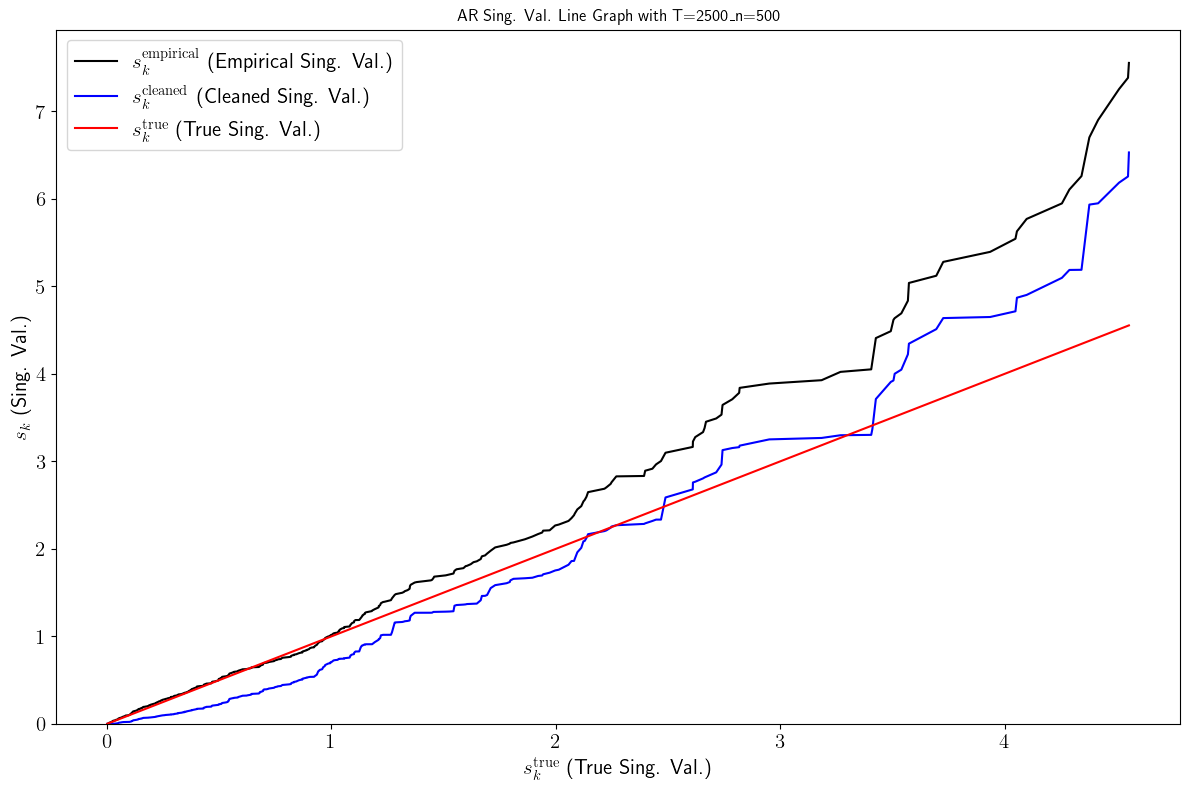 AR Sing. Val. Line Graph with T=2500_n=500
s_k^empirical (Empirical Sing. Val.)
s_k^cleaned (Cleaned Sing. Val.)
s_k^true (True Sing. Val.)
7
6
5
4
3
2
1
0
s_k (Sing. Val.)
0 1 2 3 4
s_k^true (True Sing. Val.)